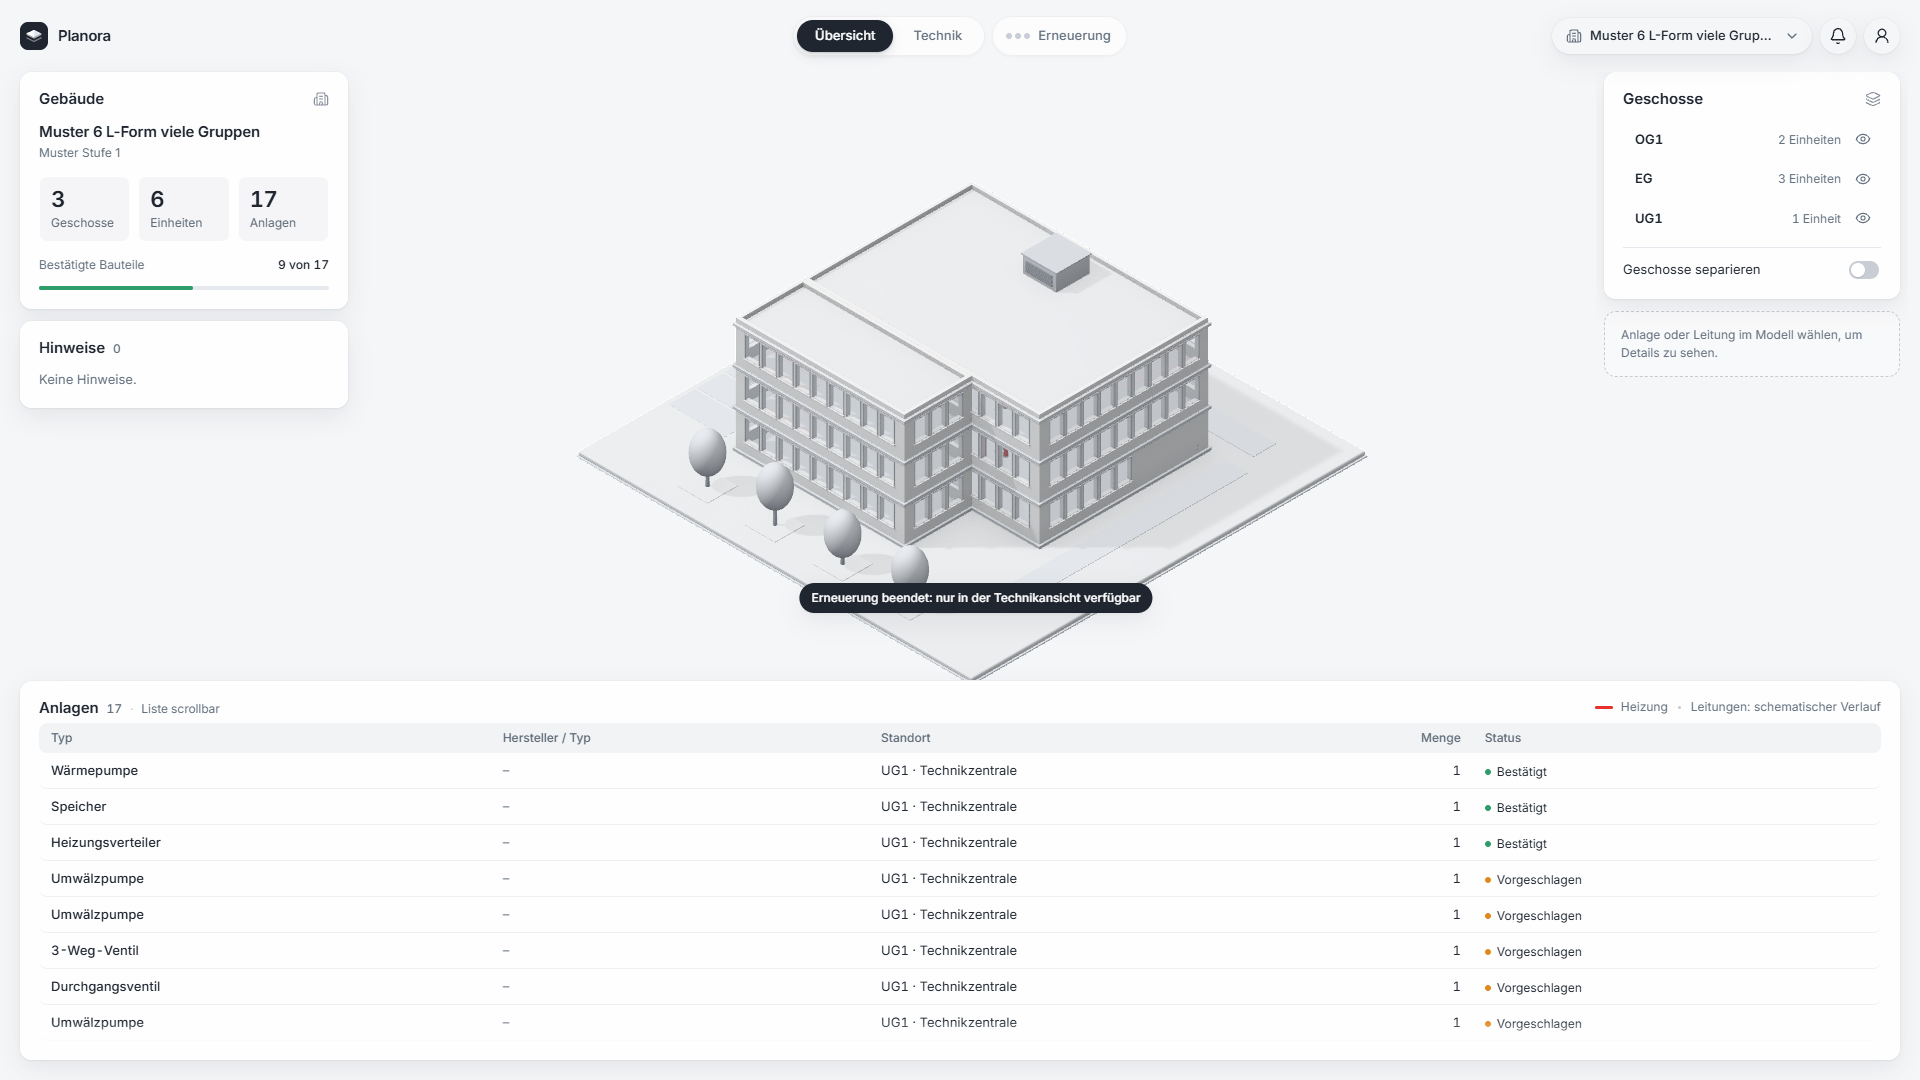 Planora
Übersicht
Technik
Erneuerung
Muster 6 L-Form viele Grup...
Gebäude
Muster 6 L-Form viele Gruppen
Muster Stufe 1
3 6 17
Geschosse Einheiten Anlagen
Bestätigte Bauteile 9 von 17
Hinweise 0
Keine Hinweise.
Geschosse
OG1 2 Einheiten
EG 3 Einheiten
UG1 1 Einheit
Geschosse separieren
Anlage oder Leitung im Modell wählen, um
Details zu sehen.
Erneuerung beendet: nur in der Technikansicht verfügbar
Anlagen 17 · Liste scrollbar
Heizung · Leitungen: schematischer Verlauf
Typ Hersteller / Typ Standort Menge Status
Wärmepumpe – UG1 · Technikzentrale 1 Bestätigt
Speicher – UG1 · Technikzentrale 1 Bestätigt
Heizungsverteiler – UG1 · Technikzentrale 1 Bestätigt
Umwälzpumpe – UG1 · Technikzentrale 1 Vorgeschlagen
Umwälzpumpe – UG1 · Technikzentrale 1 Vorgeschlagen
3-Weg-Ventil – UG1 · Technikzentrale 1 Vorgeschlagen
Durchgangsventil – UG1 · Technikzentrale 1 Vorgeschlagen
Umwälzpumpe – UG1 · Technikzentrale 1 Vorgeschlagen